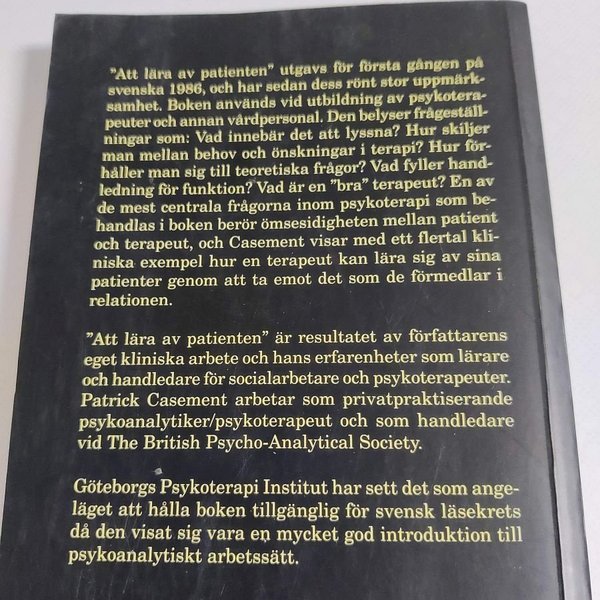 "Att lära av patienten" utgavs för första gången på
svenska 1986, och har sedan dess rönt stor uppmärk-
samhet. Boken används vid utbildning av psykotera-
peuter och annan vårdpersonal. Den belyser frågeställ-
ningar som: Vad innebär det att lyssna? Hur skiljer
man mellan behov och önskningar i terapi? Hur för-
håller man sig till teoretiska frågor? Vad fyller hand-
ledning för funktion? Vad är en "bra" terapeut? En av
de mest centrala frågorna inom psykoterapi som be-
handlas i boken berör ömsesidigheten mellan patient
och terapeut, och Casement visar med ett flertal kli-
niska exempel hur en terapeut kan lära sig av sina
patienter genom att ta emot det som de förmedlar i
relationen.
"Att lära av patienten" är resultatet av författarens
eget kliniska arbete och hans erfarenheter som lärare
och handledare för socialarbetare och psykoterapeuter.
Patrick Casement arbetar som privatpraktiserande
psykoanalytiker/psykoterapeut och som handledare
vid The British Psycho-Analytical Society.
Göteborgs Psykoterapi Institut har sett det som ange-
läget att hålla boken tillgänglig för svensk läsekrets
då den visat sig vara en mycket god introduktion till
psykoanalytiskt arbetssätt.